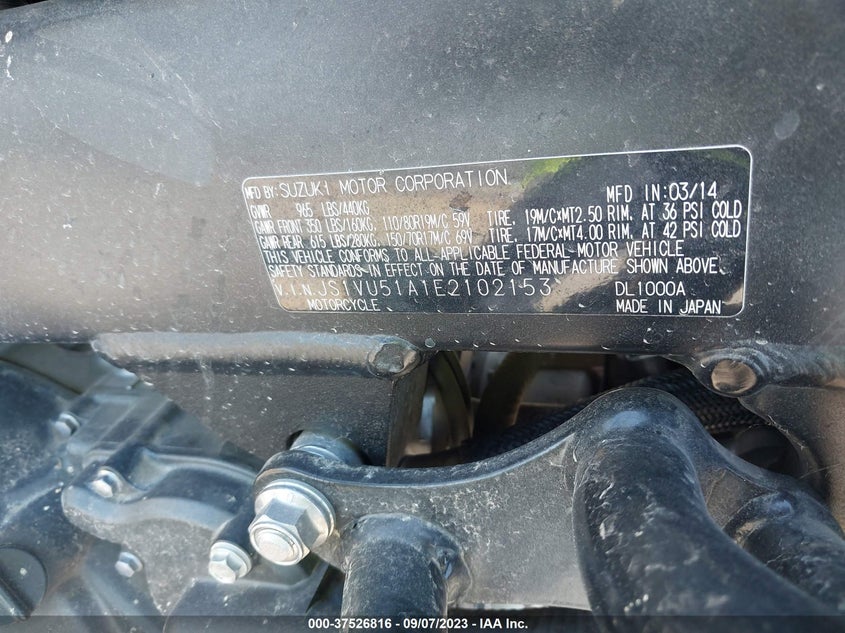 MFD BY: SUZUKI MOTOR CORPORATION MFD IN: 03/14
GVWR 965 LBS/440KG
GAWR FRONT 350 LBS/160KG, 110/80R19M/C 59V TIRE, 19M/C×MT2.50 RIM, AT 36 PSI COLD
GAWR REAR 615 LBS/280KG, 150/70R17M/C 69V TIRE, 17M/C×MT4.00 RIM, AT 42 PSI COLD
THIS VEHICLE CONFORMS TO ALL-APPLICABLE FEDERAL-MOTOR VEHICLE
SAFETY STANDARDS IN EFFECT ON THE DATE OF MANUFACTURE SHOWN ABOVE.
V.I.N. JS1VU51A1E2102153 DL1000A
MOTORCYCLE MADE IN JAPAN
000-37526816 - 09/07/2023 - IAA Inc.